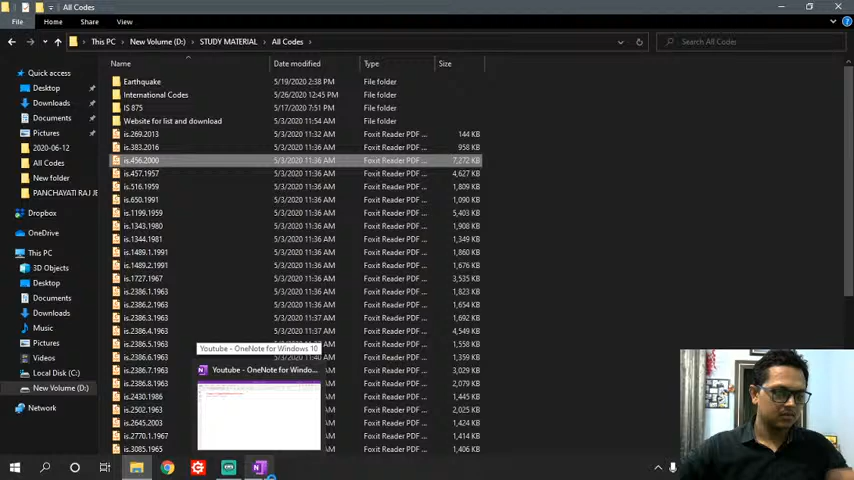 All Codes
File
Home
Share
View
This PC
New Volume (D:)
STUDY MATERIAL
All Codes
Search All Codes
Name
Date modified
Type
Size
Quick access
Desktop
Downloads
Documents
Pictures
2020-06-12
All Codes
New folder
PANCHAYATI RAJ JE
Dropbox
OneDrive
This PC
3D Objects
Desktop
Documents
Downloads
Music
Pictures
Videos
Local Disk (C:)
New Volume (D:)
Network
Earthquake 5/19/2020 2:38 PM File folder
International Codes 5/26/2020 12:45 PM File folder
IS 875 5/17/2020 7:51 PM File folder
Website for list and download 5/3/2020 11:54 AM File folder
is.269.2013 5/3/2020 11:32 AM Foxit Reader PDF ... 144 KB
is.383.2016 5/3/2020 11:36 AM Foxit Reader PDF ... 958 KB
is.456.2000 5/3/2020 11:36 AM Foxit Reader PDF ... 7,272 KB
is.457.1957 5/3/2020 11:36 AM Foxit Reader PDF ... 4,627 KB
is.516.1959 5/3/2020 11:36 AM Foxit Reader PDF ... 1,809 KB
is.650.1991 5/3/2020 11:36 AM Foxit Reader PDF ... 1,090 KB
is.1199.1959 5/3/2020 11:36 AM Foxit Reader PDF ... 5,403 KB
is.1343.1980 5/3/2020 11:36 AM Foxit Reader PDF ... 1,908 KB
is.1344.1981 5/3/2020 11:36 AM Foxit Reader PDF ... 1,349 KB
is.1489.1.1991 5/3/2020 11:36 AM Foxit Reader PDF ... 1,860 KB
is.1489.2.1991 5/3/2020 11:36 AM Foxit Reader PDF ... 1,676 KB
is.1727.1967 5/3/2020 11:36 AM Foxit Reader PDF ... 3,535 KB
is.2386.1.1963 5/3/2020 11:36 AM Foxit Reader PDF ... 1,823 KB
is.2386.2.1963 5/3/2020 11:36 AM Foxit Reader PDF ... 1,654 KB
is.2386.3.1963 5/3/2020 11:36 AM Foxit Reader PDF ... 1,592 KB
is.2386.4.1963 5/3/2020 11:37 AM Foxit Reader PDF ... 4,549 KB
is.2386.5.1963 Foxit Reader PDF ... 1,558 KB
is.2386.6.1963 Foxit Reader PDF ... 1,359 KB
is.2386.7.1963 AM Foxit Reader PDF ... 3,229 KB
is.2386.8.1963 AM Foxit Reader PDF ... 2,079 KB
is.2430.1986 AM Foxit Reader PDF ... 1,497 KB
is.2502.1963 AM Foxit Reader PDF ... 2,025 KB
is.2645.2003 AM Foxit Reader PDF ... 1,424 KB
is.2770.1.1967 AM Foxit Reader PDF ... 1,414 KB
is.3085.1965 AM Foxit Reader PDF ... 1,406 KB
Youtube - OneNote for Windows 10
Youtube - OneNote for Windo...